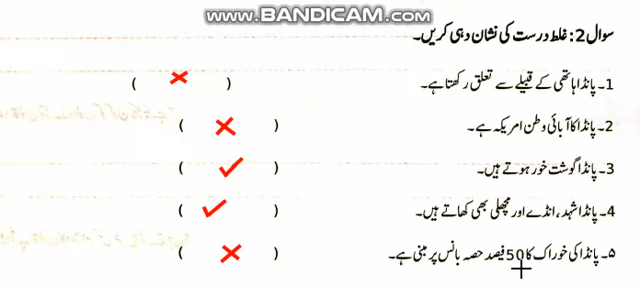 WWW.BANDICAM.COM
سوال 2: غلط درست کی نشان دہی کریں۔
1۔ پانڈا ہاتھی کے قبیلے سے تعلق رکھتا ہے۔ ( ✗ )
2۔ پانڈا کا آبائی وطن امریکہ ہے۔ ( ✗ )
3۔ پانڈا گوشت خور ہوتے ہیں۔ ( ✓ )
4۔ پانڈا شہد، انڈے اور مچھلی بھی کھاتے ہیں۔ ( ✓ )
۵۔ پانڈا کی خوراک کا 50 فیصد حصہ بانس پر مبنی ہے۔ ( ✗ )